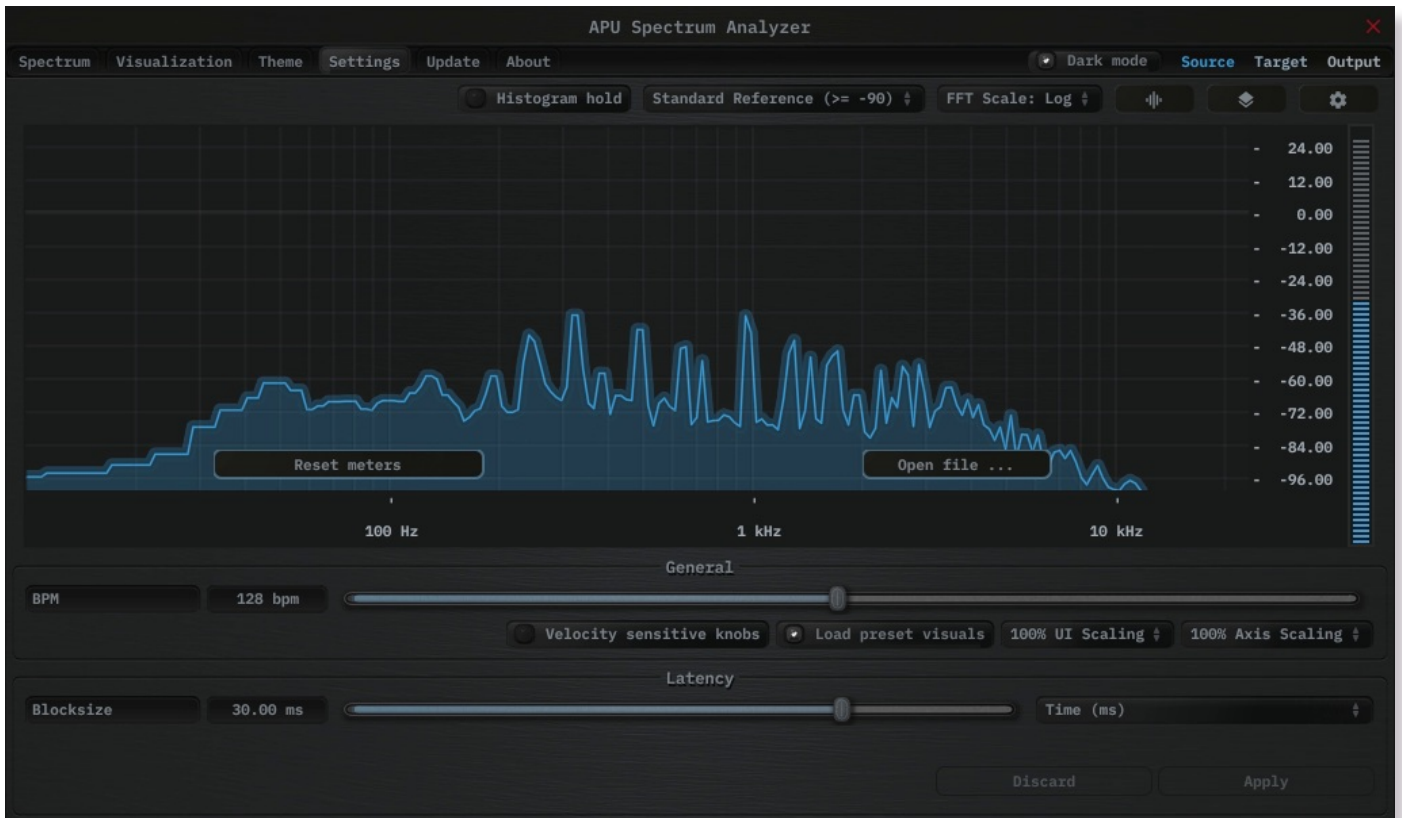 APU Spectrum Analyzer
Spectrum Visualization Theme Settings Update About Dark mode Source Target Output
Histogram hold Standard Reference (>= -90) FFT Scale: Log
- 24.00
- 12.00
- 0.00
- -12.00
- -24.00
- -36.00
- -48.00
- -60.00
- -72.00
- -84.00
Reset meters Open file ...
- -96.00
100 Hz 1 kHz 10 kHz
General
BPM 128 bpm
Velocity sensitive knobs Load preset visuals 100% UI Scaling 100% Axis Scaling
Latency
Blocksize 30.00 ms Time (ms)
Discard Apply